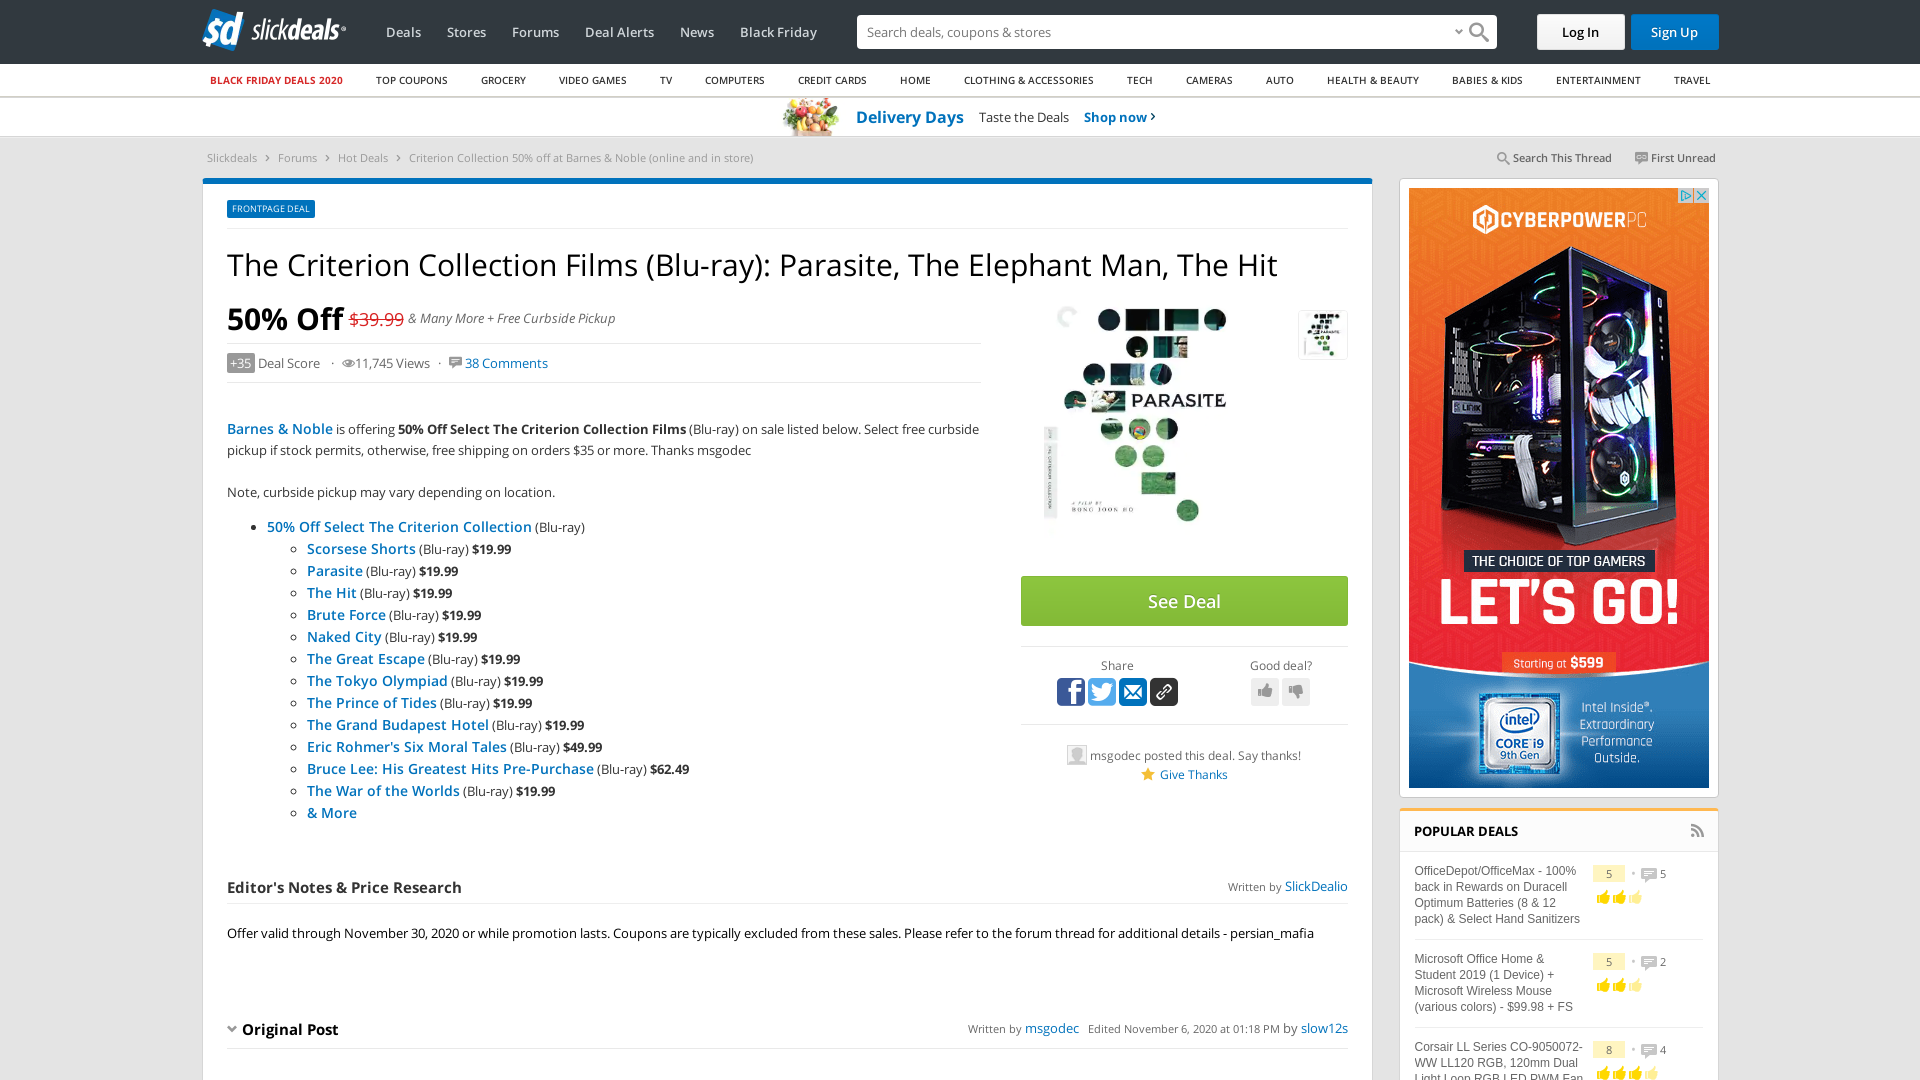 sd slickdeals
Deals Stores Forums Deal Alerts News Black Friday
Search deals, coupons & searches
Log In Sign Up
BLACK FRIDAY DEALS 2020 TOP COUPONS GROCERY VIDEO GAMES TV COMPUTERS CREDIT CARDS HOME CLOTHING & ACCESSORIES TECH CAMERAS AUTO HEALTH & BEAUTY BABIES & KIDS ENTERTAINMENT TRAVEL
Delivery Days Taste the Deals Shop now
Slickdeals Forums Hot Deals Criterion Collection 50% off at Barnes & Noble (online and in store)
Search This Thread First Unread
FRONTPAGE DEAL
The Criterion Collection Films (Blu-ray): Parasite, The Elephant Man, The Hit
50% Off $39.99 & Many More + Free Curbside Pickup
+35 Deal Score · 11,745 Views · 38 Comments
Barnes & Noble is offering 50% Off Select The Criterion Collection Films (Blu-ray) on sale listed below. Select free curbside
pickup if stock permits, otherwise, free shipping on orders $35 or more. Thanks msgodec
Note, curbside pickup may vary depending on location.
50% Off Select The Criterion Collection (Blu-ray)
Scorsese Shorts (Blu-ray) $19.99
Parasite (Blu-ray) $19.99
The Hit (Blu-ray) $19.99
Brute Force (Blu-ray) $19.99
Naked City (Blu-ray) $19.99
The Great Escape (Blu-ray) $19.99
The Tokyo Olympiad (Blu-ray) $19.99
The Prince of Tides (Blu-ray) $19.99
The Grand Budapest Hotel (Blu-ray) $19.99
Eric Rohmer's Six Moral Tales (Blu-ray) $49.99
Bruce Lee: His Greatest Hits Pre-Purchase (Blu-ray) $62.49
The War of the Worlds (Blu-ray) $19.99
& More
PARASITE
A FILM BY
BONG JOON HO
See Deal
Share
Good deal?
msgodec posted this deal. Say thanks!
Give Thanks
Editor's Notes & Price Research
Written by SlickDealio
Offer valid through November 30, 2020 or while promotion lasts. Coupons are typically excluded from these sales. Please refer to the forum thread for additional details - persian_mafia
Original Post
Written by msgodec Edited November 6, 2020 at 01:18 PM by slow12s
CYBERPOWERPC
THE CHOICE OF TOP GAMERS
LET'S GO!
Starting at $599
intel
CORE i9
9th Gen
Intel Inside®.
Extraordinary
Performance
Outside.
POPULAR DEALS
OfficeDepot/OfficeMax - 100%
back in Rewards on Duracell
Optimum Batteries (8 & 12
pack) & Select Hand Sanitizers
5 · 5
Microsoft Office Home &
Student 2019 (1 Device) +
Microsoft Wireless Mouse
(various colors) - $99.98 + FS
5 · 2
Corsair LL Series CO-9050072-
WW LL120 RGB, 120mm Dual
Light Loop RGB LED PWM Fan
8 · 4